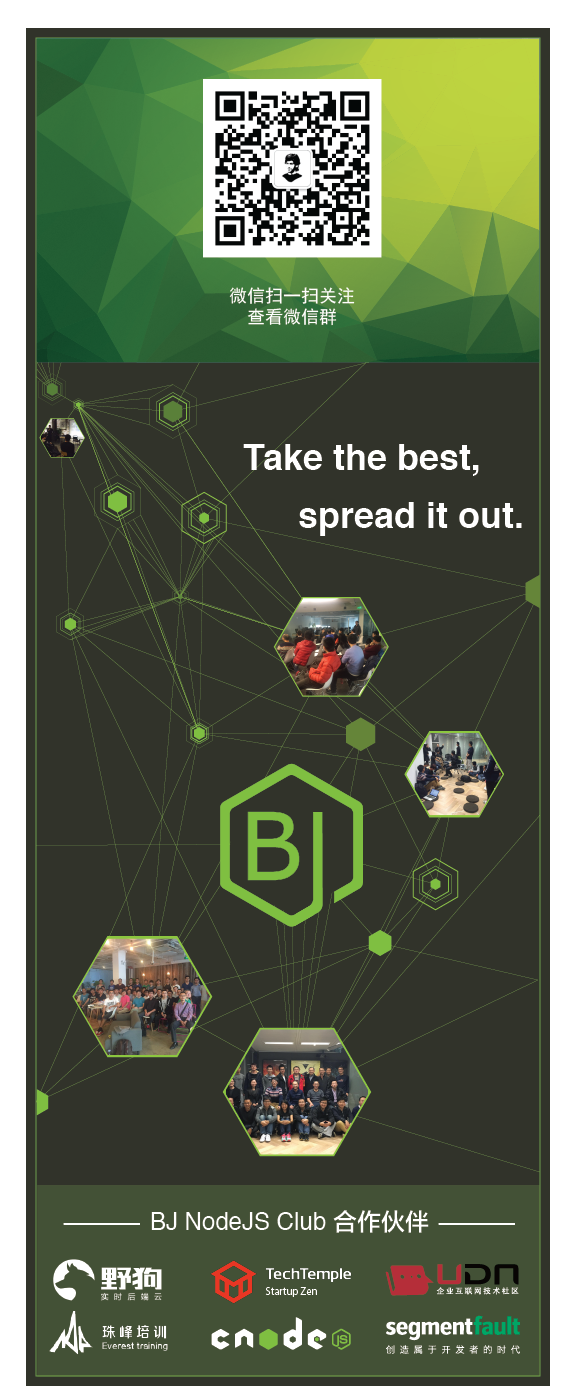 微信扫一扫关注
查看微信群
Take the best,
spread it out.
BJ
BJ NodeJS Club 合作伙伴
野狗
实时后端云
TechTemple
Startup Zen
UDN
企业互联网技术社区
珠峰培训
Everest training
cnode JS
segmentfault
创造属于开发者的时代